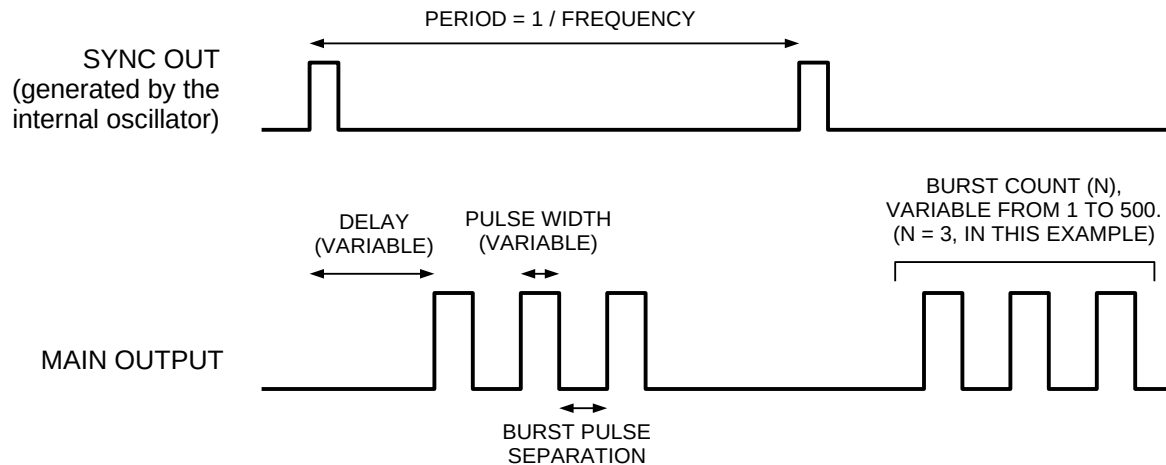 PERIOD = 1 / FREQUENCY
SYNC OUT
(generated by the
internal oscillator)
BURST COUNT (N),
VARIABLE FROM 1 TO 500.
(N = 3, IN THIS EXAMPLE)
DELAY
(VARIABLE)
PULSE WIDTH
(VARIABLE)
MAIN OUTPUT
BURST PULSE
SEPARATION